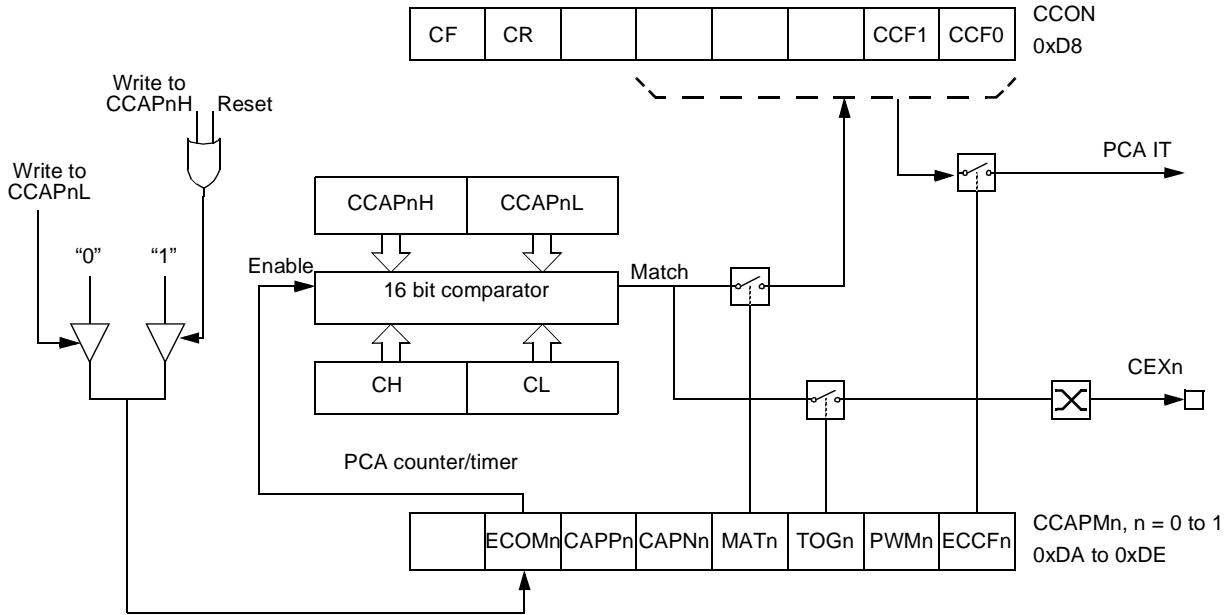 CF CR CCF1 CCF0
CCON
0xD8
Write to
CCAPnH Reset
Write to
CCAPnL
PCA IT
CCAPnH CCAPnL
“0” “1”
Enable
16 bit comparator
Match
CH CL
CEXn
PCA counter/timer
ECOMn CAPPn CAPNn MATn TOGn PWMn ECCFn
CCAPMn, n = 0 to 1
0xDA to 0xDE